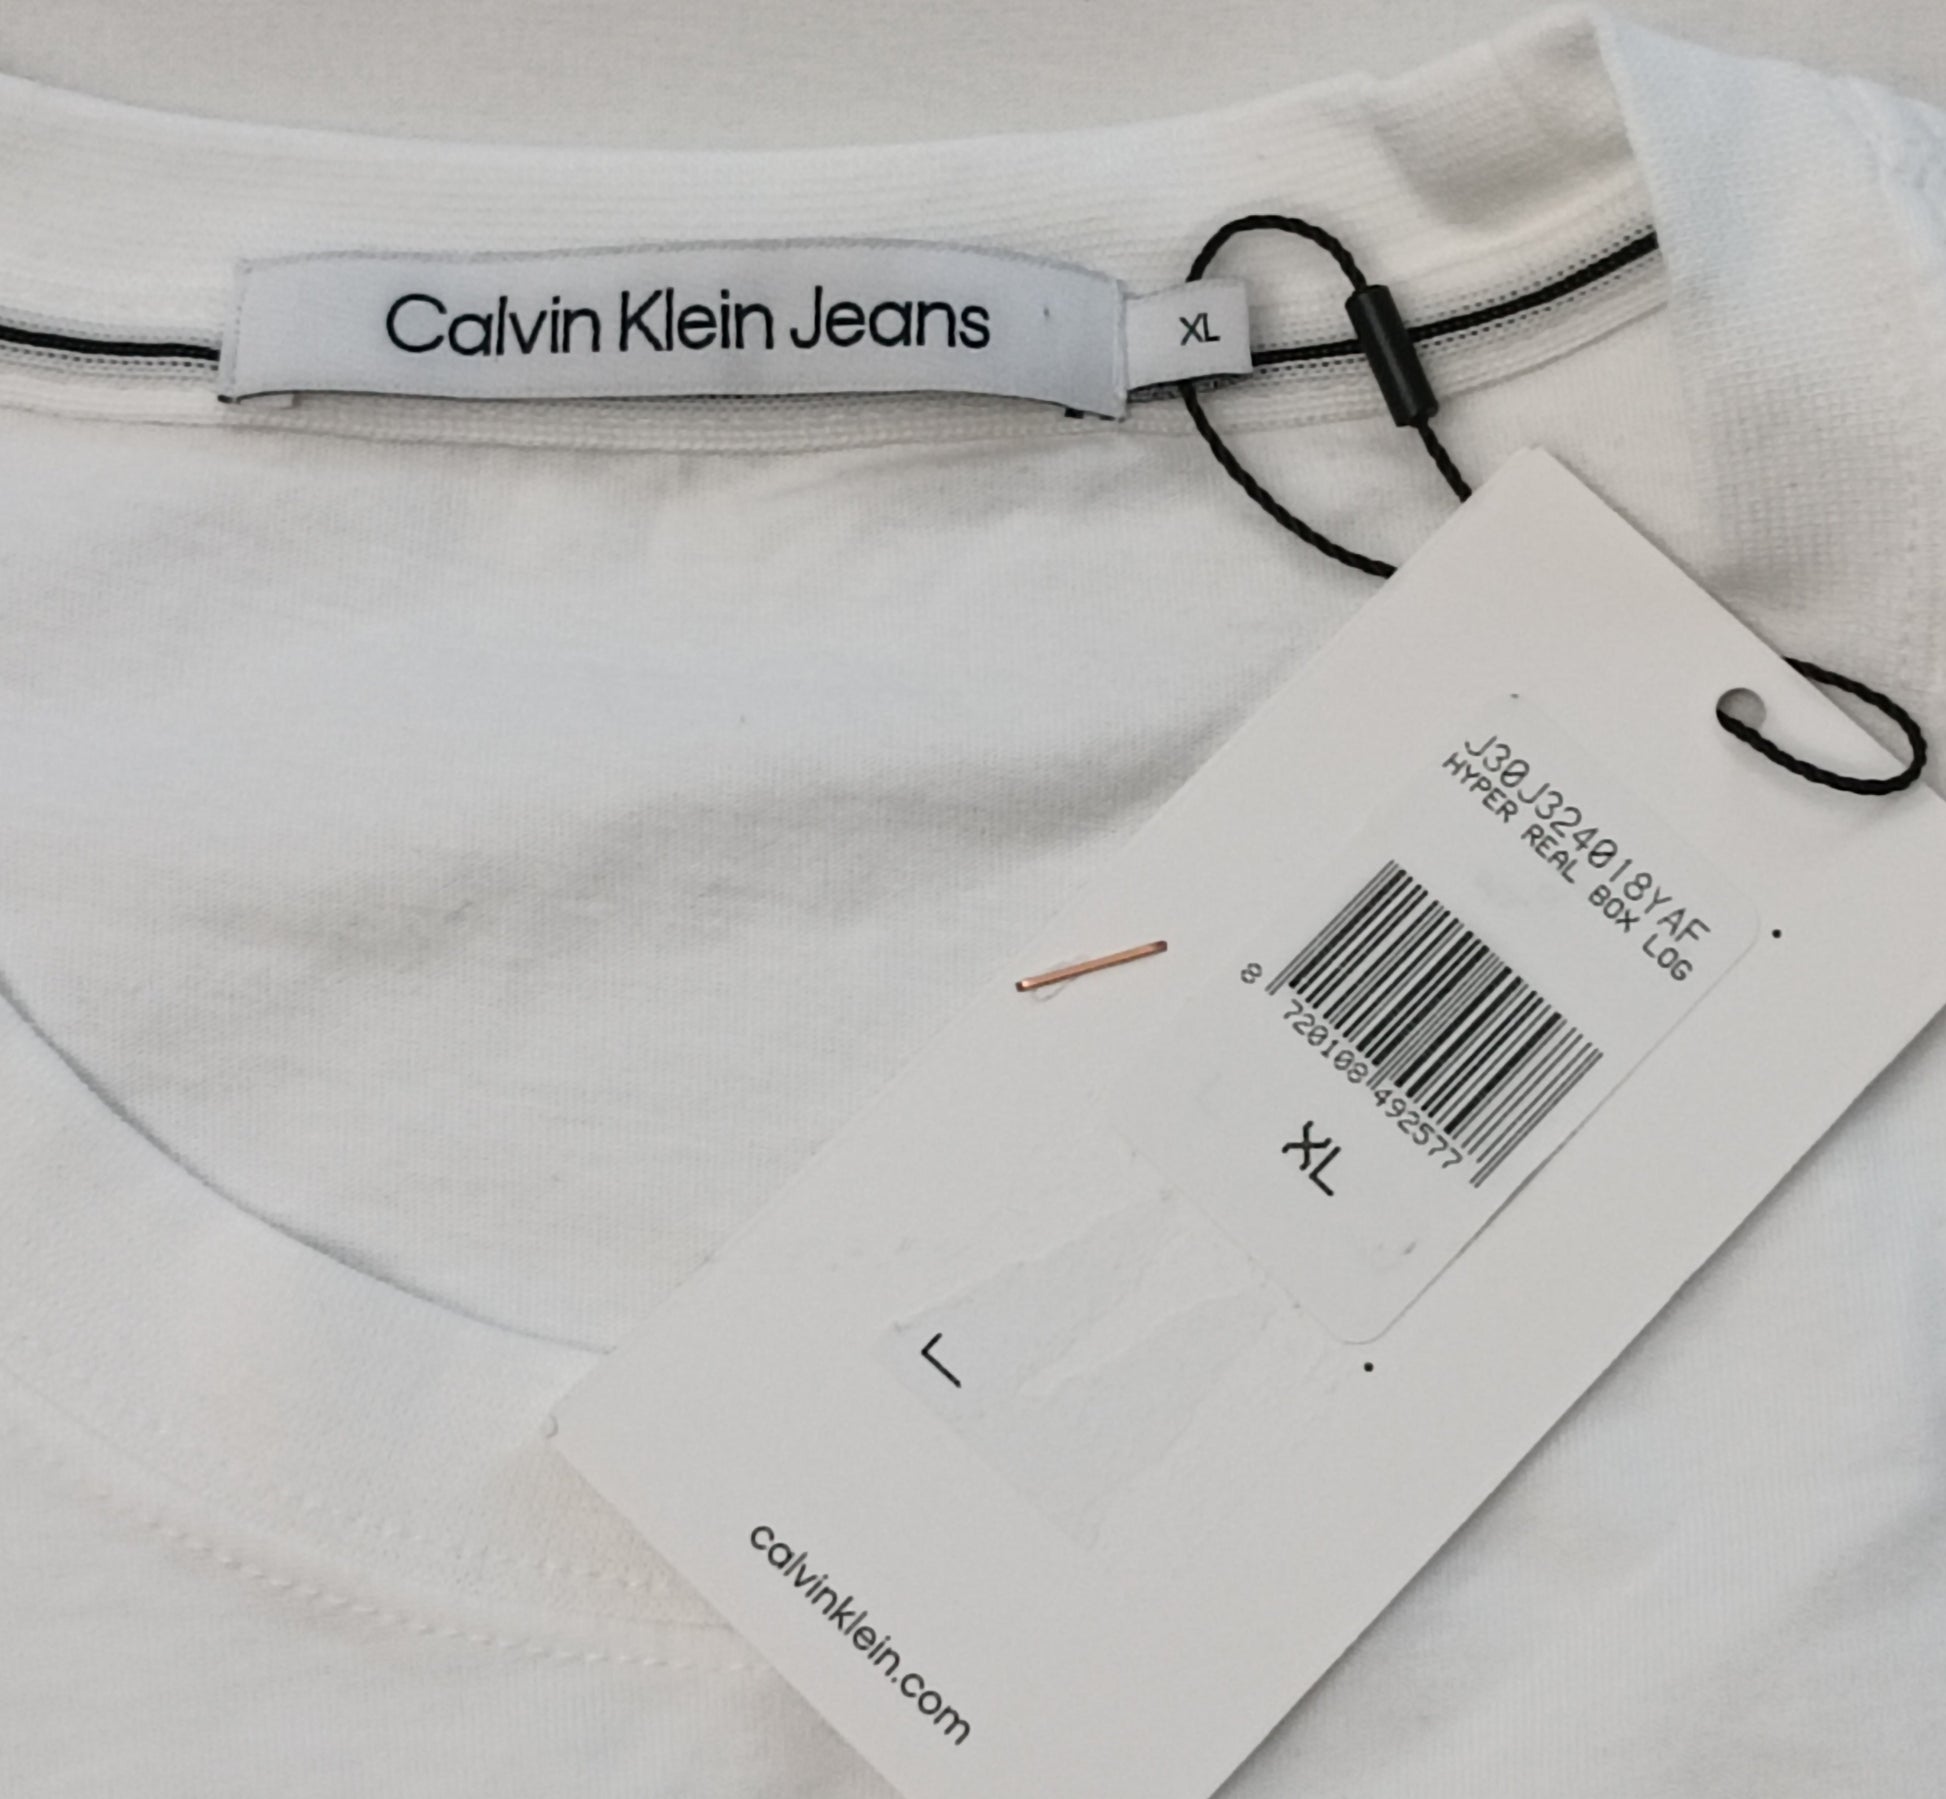 Calvin Klein Jeans
XL
J30J324018YAF
HYPER REAL BOX LOG
8 720108 492577
XL
L
calvinklein.com